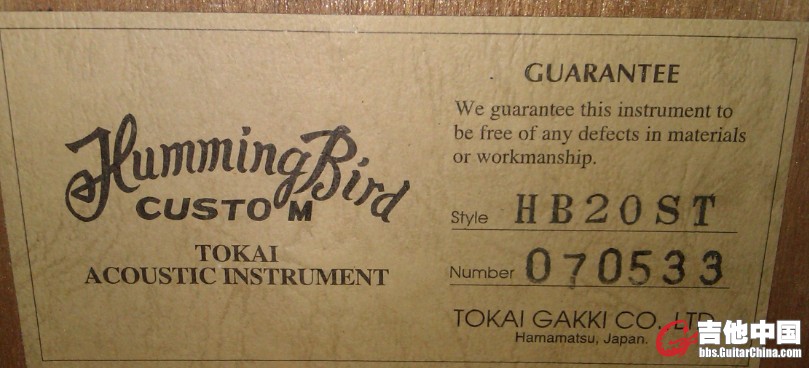 HummingBird
CUSTOM
TOKAI
ACOUSTIC INSTRUMENT
GUARANTEE
We guarantee this instrument to
be free of any defects in materials
or workmanship.
Style HB20ST
Number 070533
TOKAI GAKKI CO., LTD.
Hamamatsu, Japan.
吉他中国
bbs.GuitarChina.com